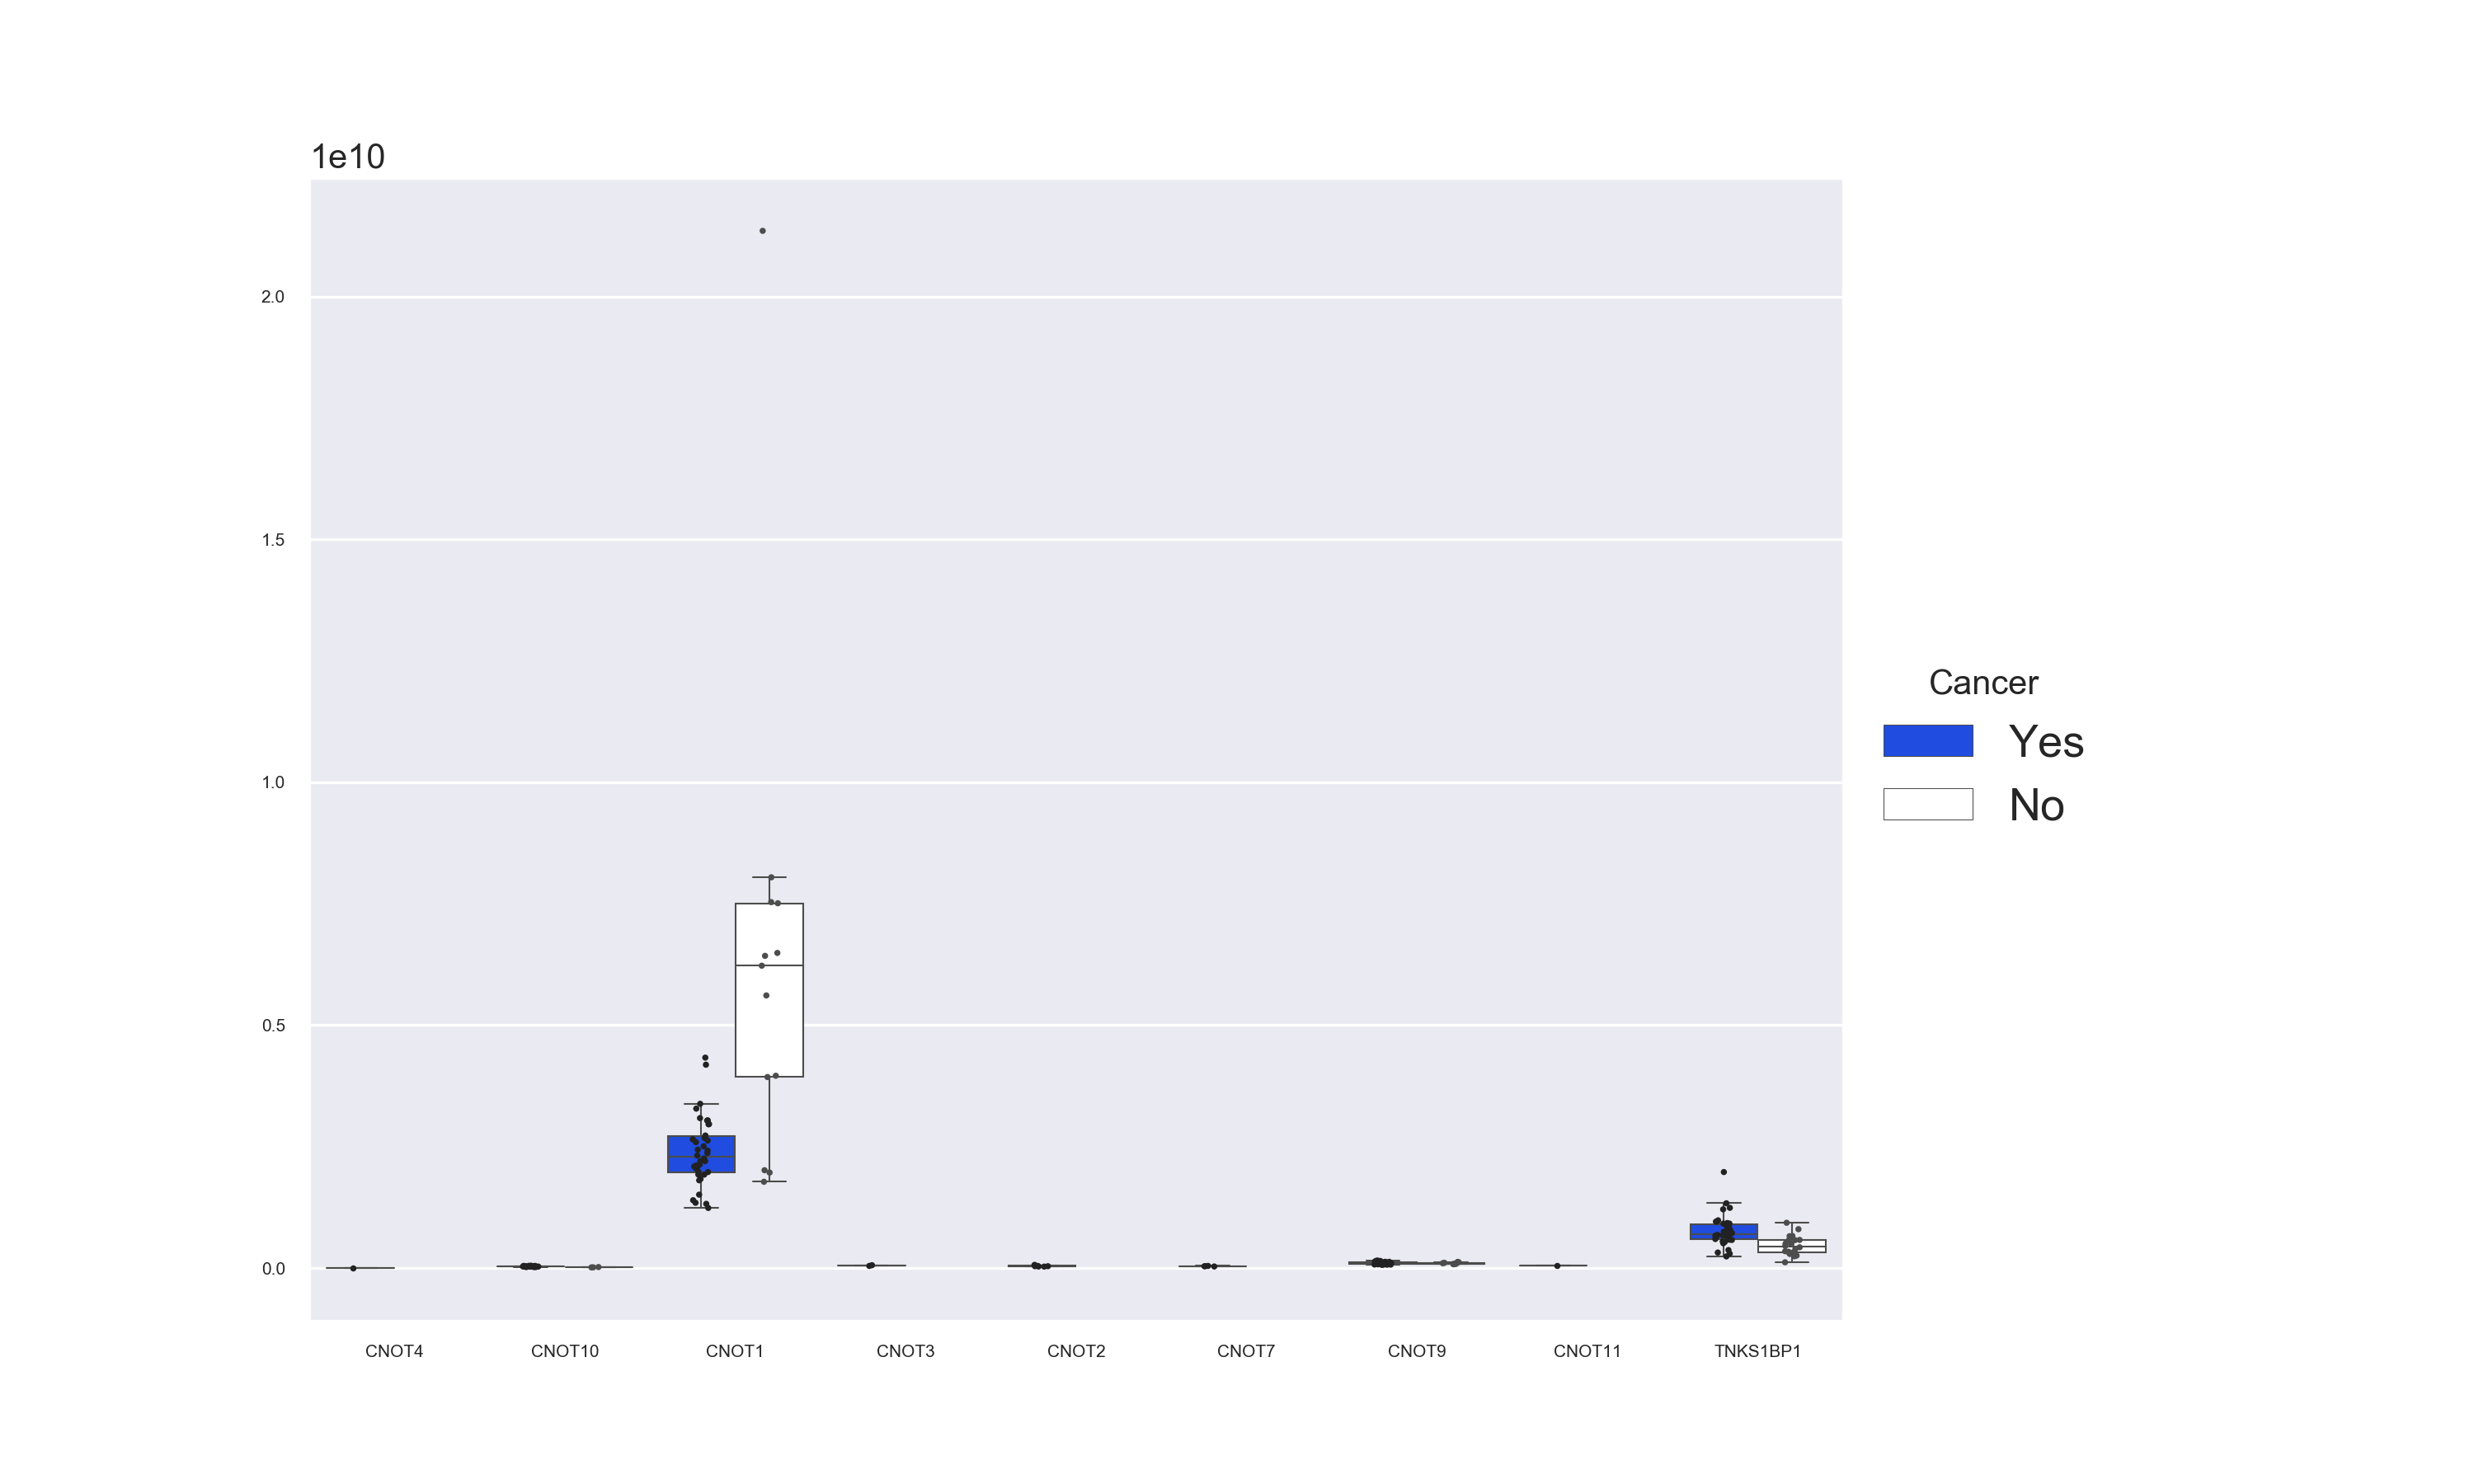 1e10
2.0
1.5
1.0
0.5
0.0
CNOT4 CNOT10 CNOT1 CNOT3 CNOT2 CNOT7 CNOT9 CNOT11 TNKS1BP1
Cancer
Yes
No